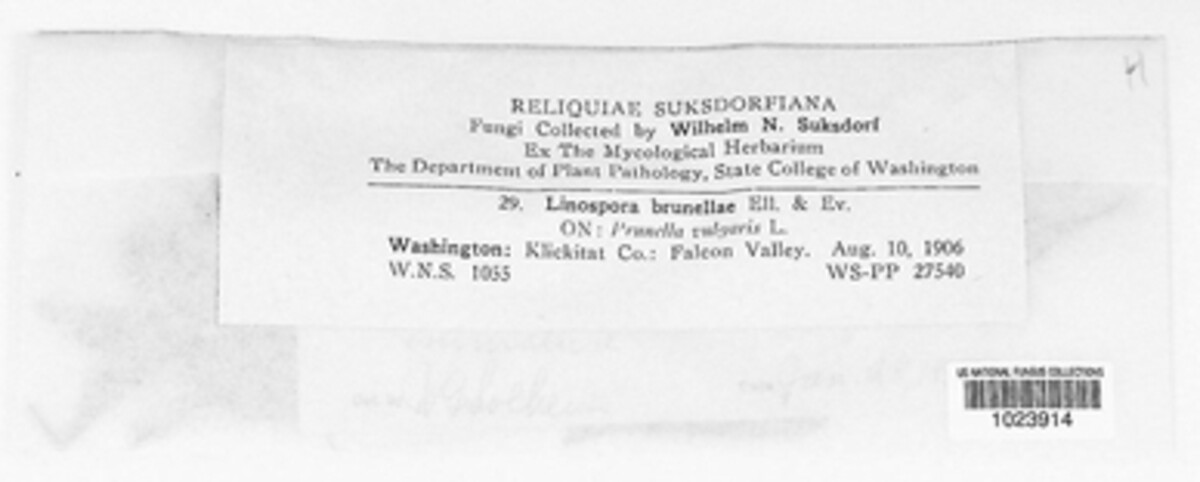 H
RELIQUIAE SUKSDORFIANA
Fungi Collected by Wilhelm N. Suksdorf
Ex The Mycological Herbarium
The Department of Plant Pathology, State College of Washington
29. Linospora brunellae Ell. & Ev.
ON: Prunella vulgaris L.
Washington: Klickitat Co.: Falcon Valley. Aug. 10, 1906
W.N.S. 1055 WS-PP 27540
US NATIONAL FUNGUS COLLECTIONS
1023914